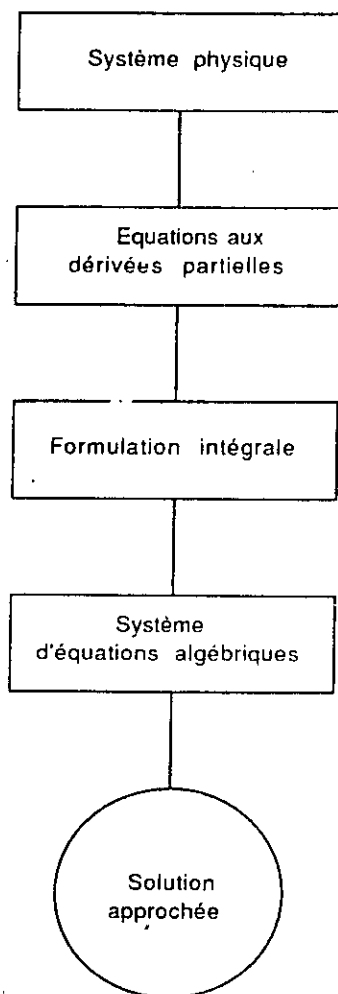 Système physique
Equations aux
dérivées partielles
Formulation intégrale
Système
d'équations algébriques
Solution
approchée